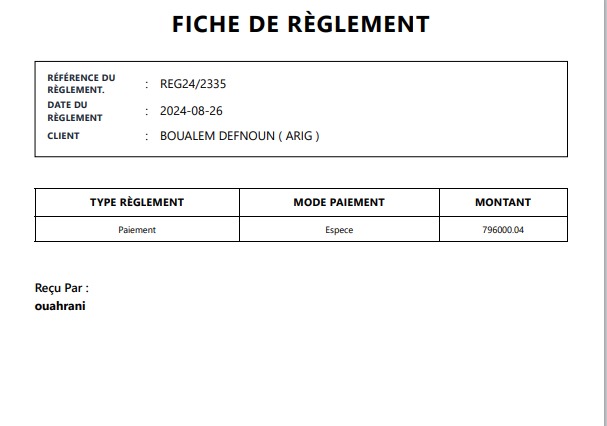 FICHE DE RÈGLEMENT
RÉFÉRENCE DU
RÈGLEMENT. : REG24/2335
DATE DU
RÈGLEMENT : 2024-08-26
CLIENT : BOUALEM DEFNOUN ( ARIG )
TYPE RÈGLEMENT MODE PAIEMENT MONTANT
Paiement Espece 796000.04
Reçu Par :
ouahrani